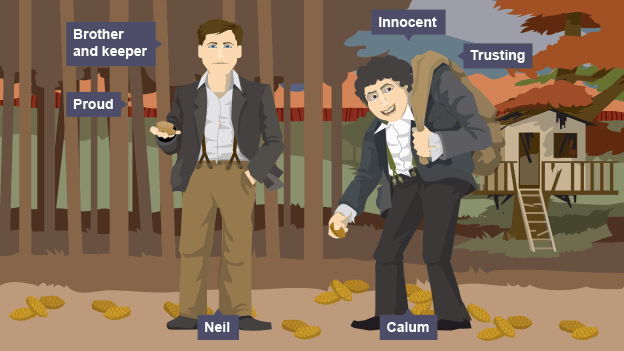 Brother
and keeper
Proud
Innocent
Trusting
Neil
Calum